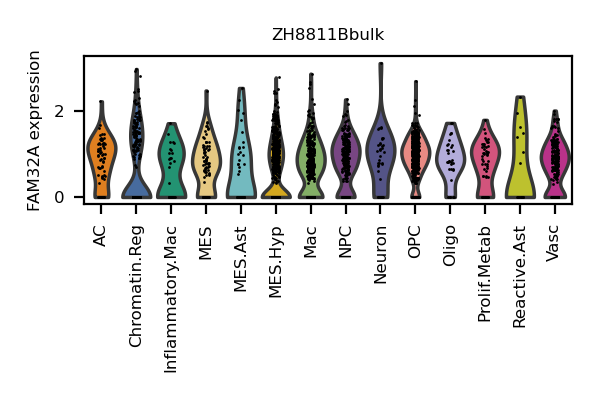 ZH8811Bbulk
FAM32A expression
2
0
AC
Chromatin.Reg
Inflammatory.Mac
MES
MES.Ast
MES.Hyp
Mac
NPC
Neuron
OPC
Oligo
Prolif.Metab
Reactive.Ast
Vasc